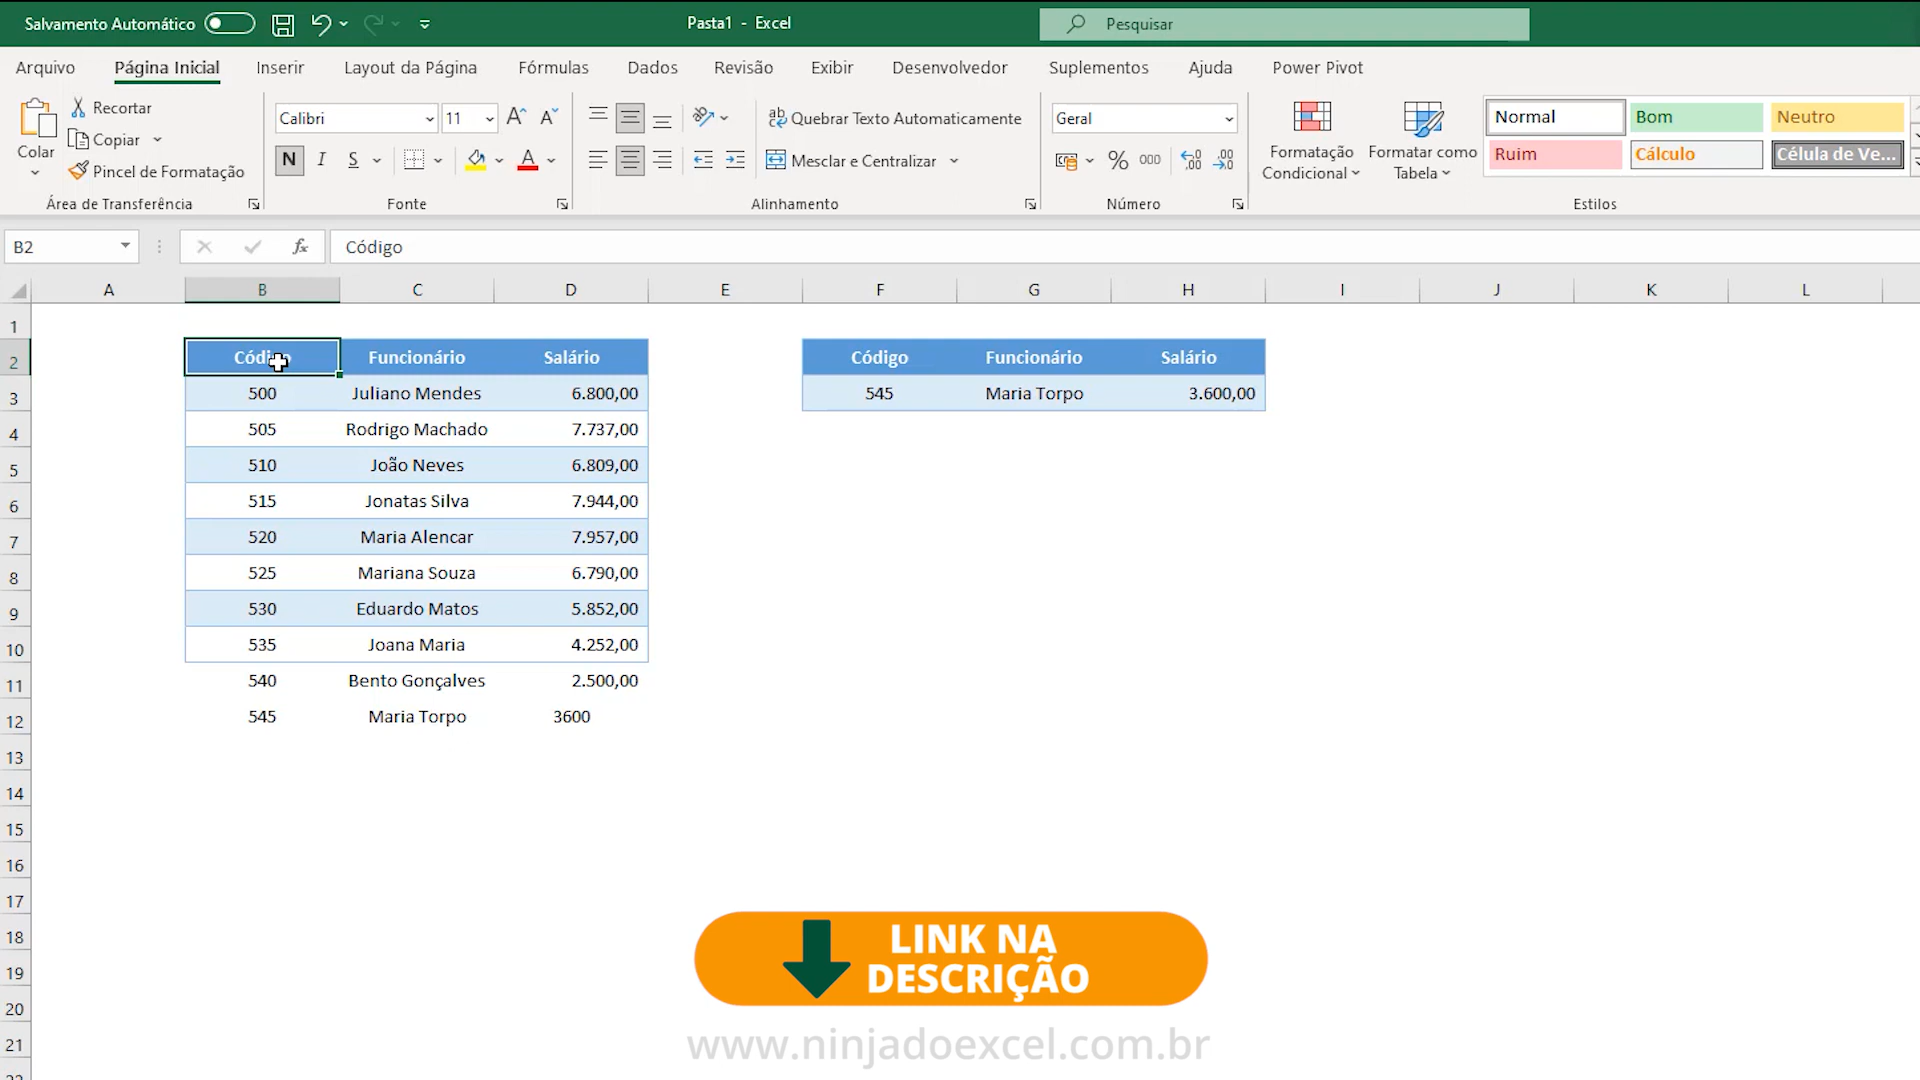 Salvamento Automático
Pasta1 - Excel
Pesquisar
Arquivo Página Inicial Inserir Layout da Página Fórmulas Dados Revisão Exibir Desenvolvedor Suplementos Ajuda Power Pivot
Colar
Recortar
Copiar
Pincel de Formatação
Área de Transferência
Calibri 11
N I S
Fonte
Quebrar Texto Automaticamente
Mesclar e Centralizar
Alinhamento
Geral
% 000
Número
Formatação Condicional
Formatar como Tabela
Normal Bom Neutro
Ruim Cálculo Célula de Ve...
Estilos
B2 fx Código
A B C D E F G H I J K L
1
2 Funcionário Salário Código Funcionário Salário
3 500 Juliano Mendes 6.800,00 545 Maria Torpo 3.600,00
4 505 Rodrigo Machado 7.737,00
5 510 João Neves 6.809,00
6 515 Jonatas Silva 7.944,00
7 520 Maria Alencar 7.957,00
8 525 Mariana Souza 6.790,00
9 530 Eduardo Matos 5.852,00
10 535 Joana Maria 4.252,00
11 540 Bento Gonçalves 2.500,00
12 545 Maria Torpo 3600
13
14
15
16
17
18
19
20
21
LINK NA
DESCRIÇÃO
www.ninjadoexcel.com.br